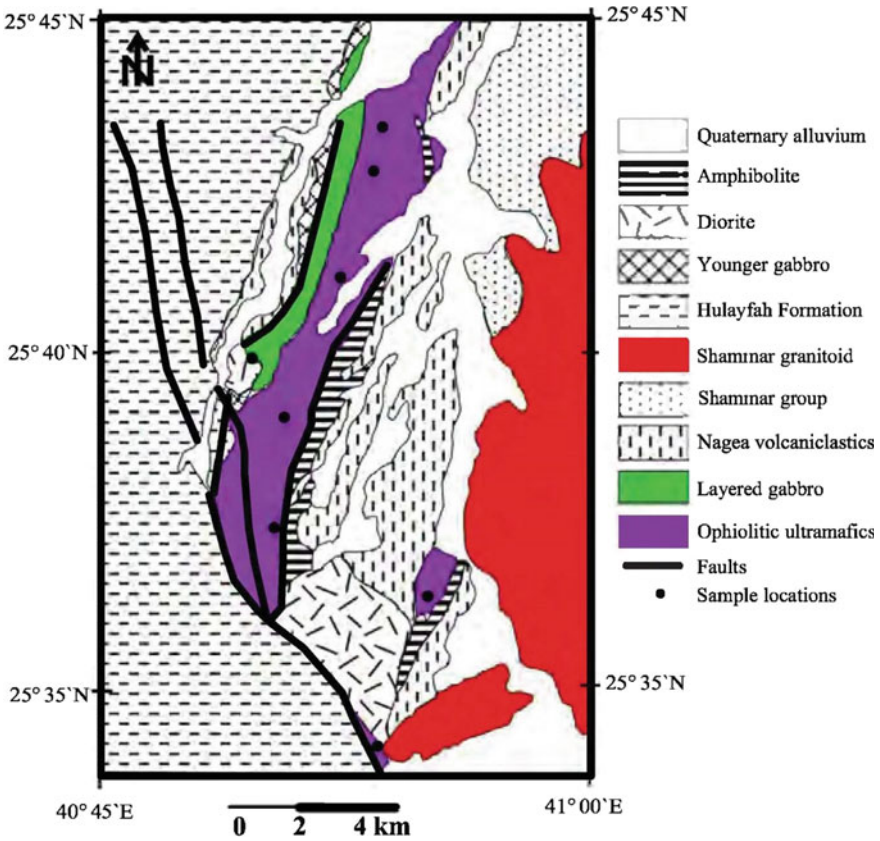 25°45`N
25°45`N
N
Quaternary alluvium
Amphibolite
Diorite
Younger gabbro
Hulayfah Formation
Shamınar granitoid
Shamınar group
Nagea volcaniclastics
Layered gabbro
Ophiolitic ultramafics
Faults
Sample locations
25°40`N
25°35`N
25°35`N
40°45`E
41°00`E
0 2 4 km